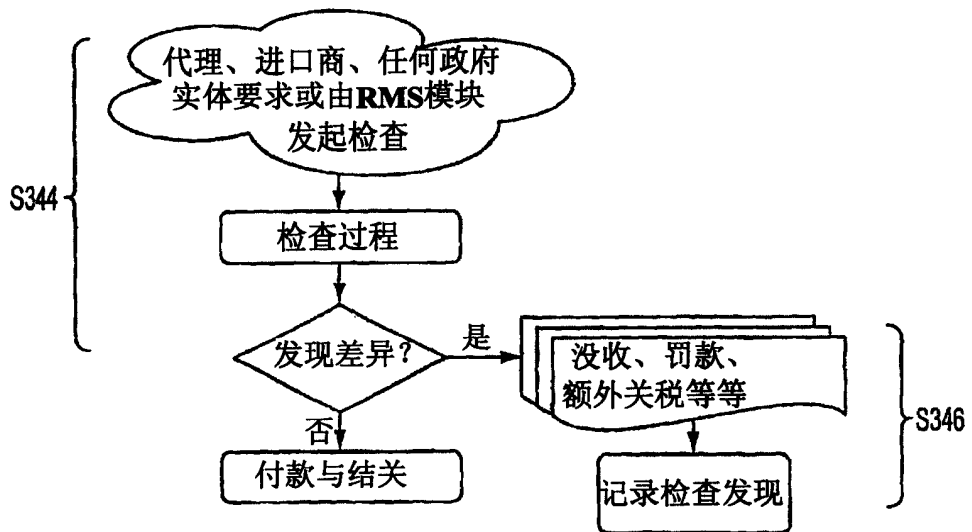 代理、进口商、任何政府
实体要求或由RMS模块
发起检查
S344
检查过程
发现差异？
是
没收、罚款、
额外关税等等
S346
否
付款与结关
记录检查发现